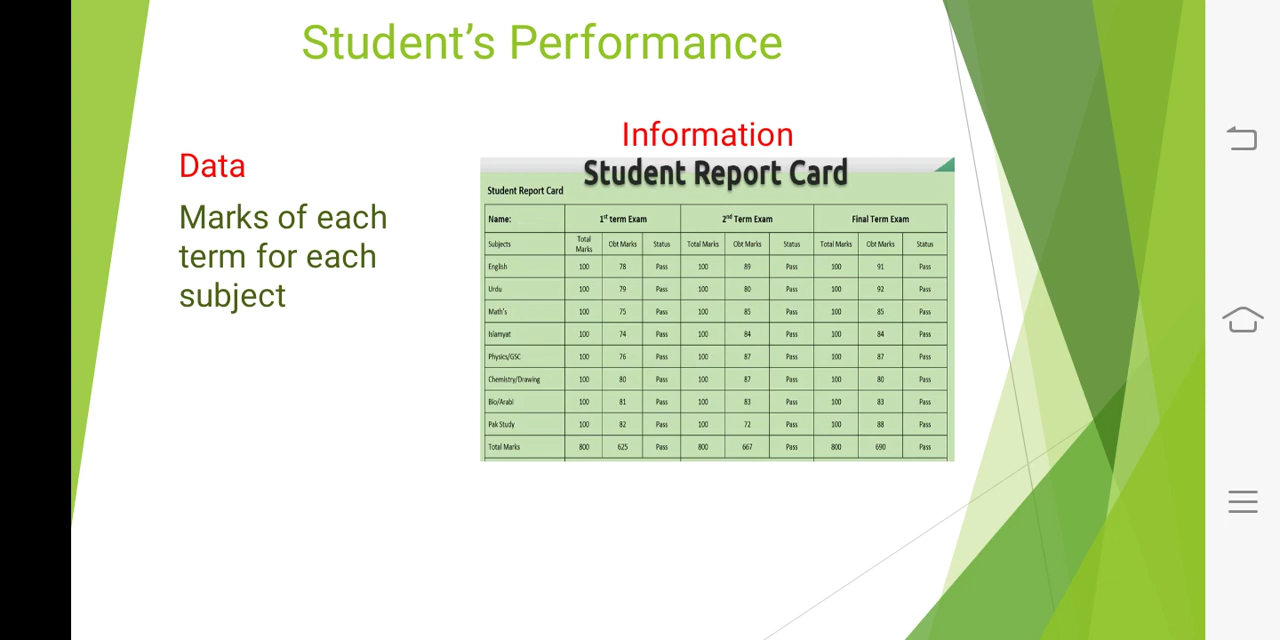 Student’s Performance
Data
Marks of each
term for each
subject
Information
Student Report Card
Student Report Card
Name: 1st term Exam 2nd Term Exam Final Term Exam
Subjects Total Marks Obt Marks Status Total Marks Obt Marks Status Total Marks Obt Marks Status
English 100 78 Pass 100 89 Pass 100 91 Pass
Urdu 100 79 Pass 100 80 Pass 100 92 Pass
Math's 100 75 Pass 100 85 Pass 100 85 Pass
Islamyat 100 74 Pass 100 84 Pass 100 84 Pass
Physics/GSC 100 76 Pass 100 87 Pass 100 87 Pass
Chemistry/Drawing 100 80 Pass 100 87 Pass 100 80 Pass
Bio/Arabi 100 81 Pass 100 83 Pass 100 83 Pass
Pak Study 100 82 Pass 100 72 Pass 100 88 Pass
Total Marks 800 625 Pass 800 667 Pass 800 690 Pass